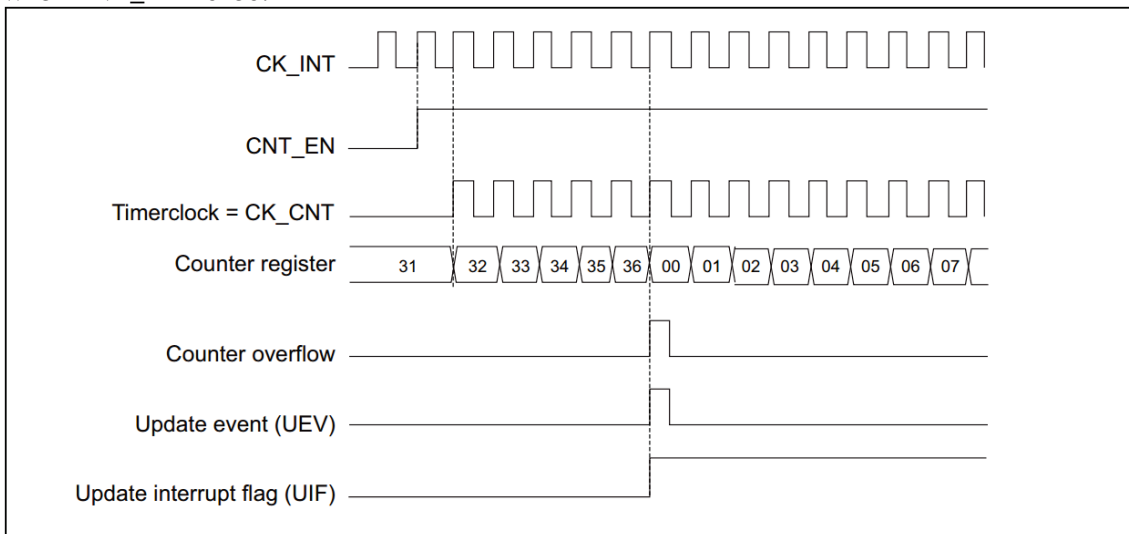 CK_INT
CNT_EN
Timerclock = CK_CNT
Counter register 31 32 33 34 35 36 00 01 02 03 04 05 06 07
Counter overflow
Update event (UEV)
Update interrupt flag (UIF)